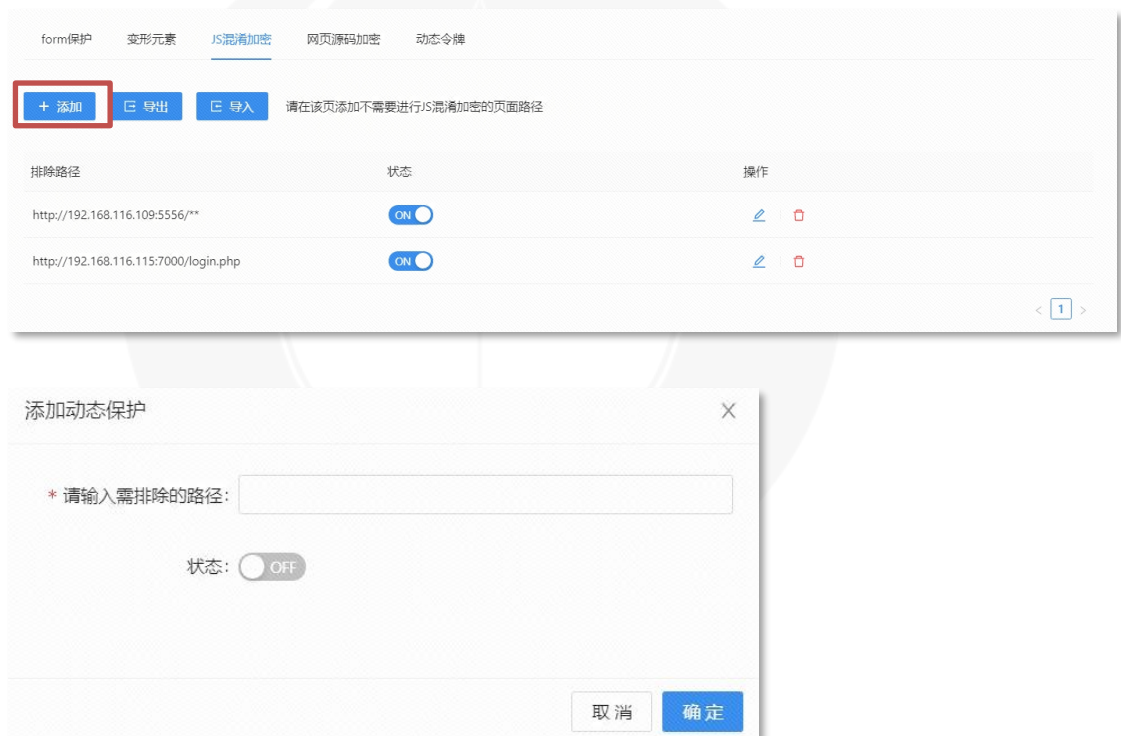 form保护 变形元素 JS混淆加密 网页源码加密 动态令牌
+ 添加 导出 导入 请在该页添加不需要进行JS混淆加密的页面路径
排除路径 状态 操作
http://192.168.116.109:5556/** ON
http://192.168.116.115:7000/login.php ON
< 1 >
添加动态保护
* 请输入需排除的路径:
状态: OFF
取消 确定